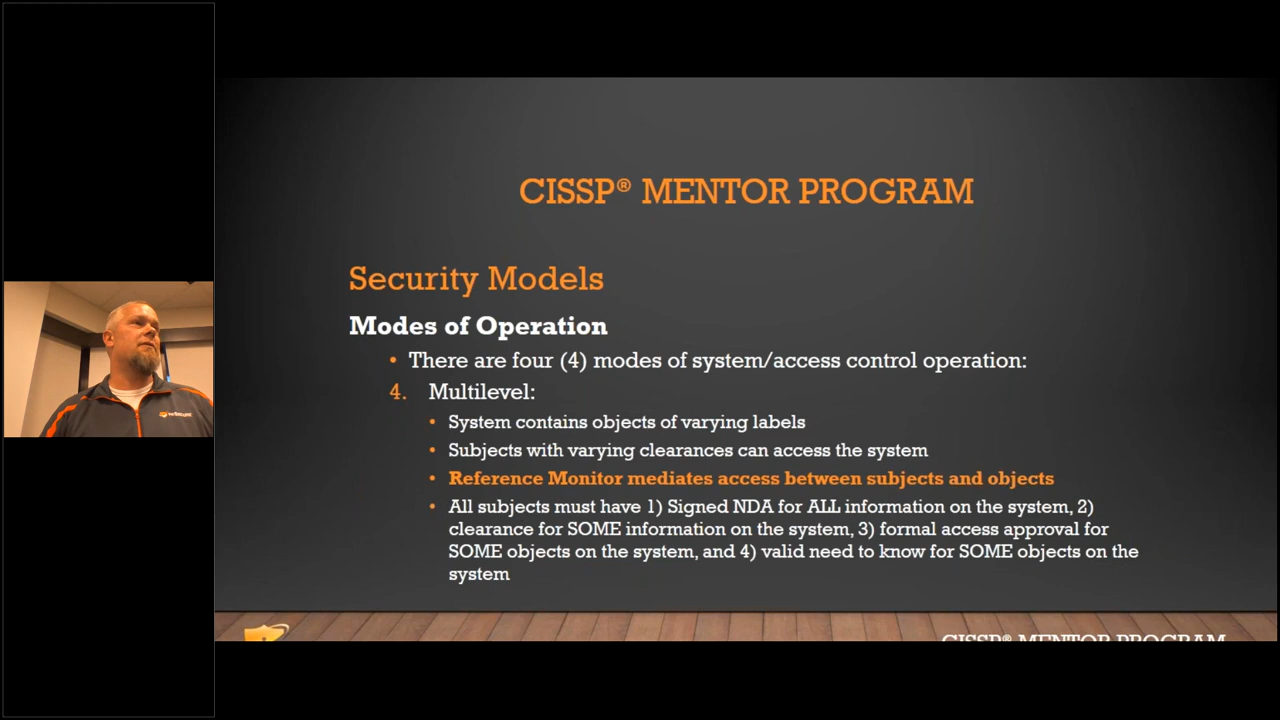 CISSP® MENTOR PROGRAM
Security Models
Modes of Operation
• There are four (4) modes of system/access control operation:
4. Multilevel:
• System contains objects of varying labels
• Subjects with varying clearances can access the system
• Reference Monitor mediates access between subjects and objects
• All subjects must have 1) Signed NDA for ALL information on the system, 2)
clearance for SOME information on the system, 3) formal access approval for
SOME objects on the system, and 4) valid need to know for SOME objects on the
system
CISSP® MENTOR PROGRAM